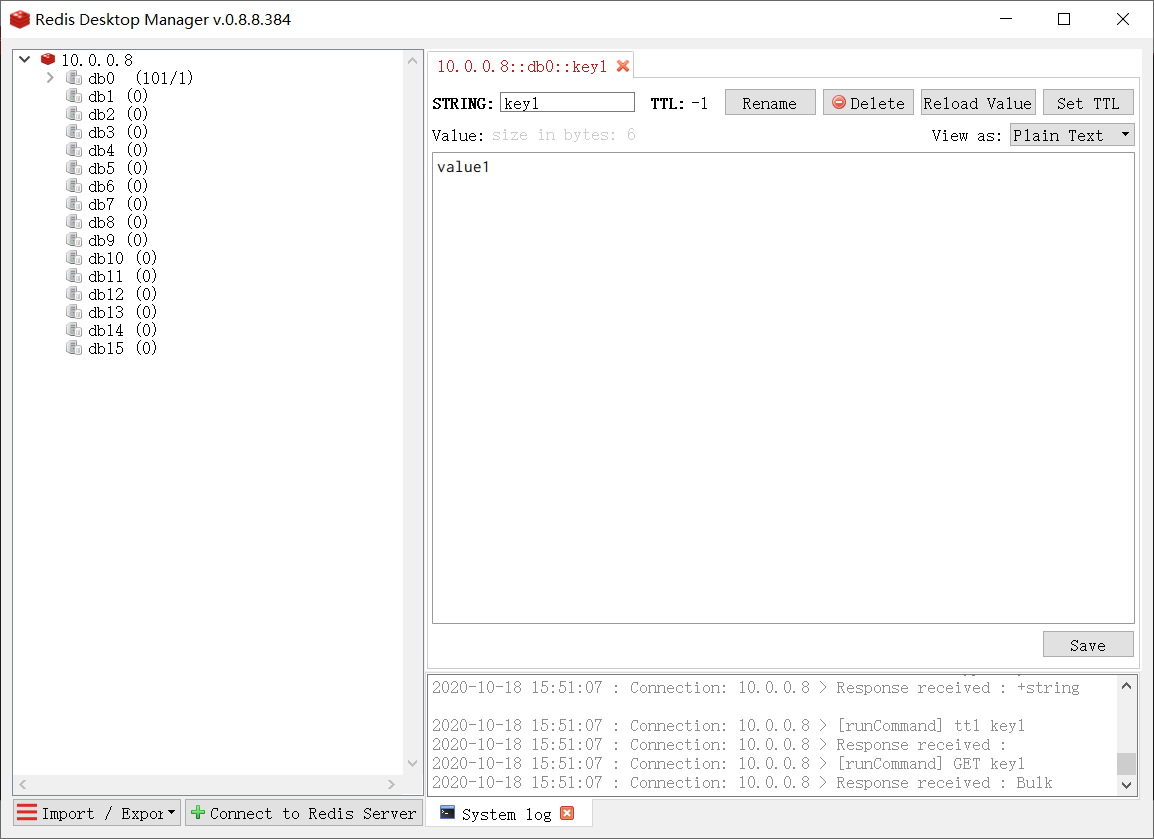 Redis Desktop Manager v.0.8.8.384
10.0.0.8
db0 (101/1)
db1 (0)
db2 (0)
db3 (0)
db4 (0)
db5 (0)
db6 (0)
db7 (0)
db8 (0)
db9 (0)
db10 (0)
db11 (0)
db12 (0)
db13 (0)
db14 (0)
db15 (0)
10.0.0.8::db0::key1
STRING: key1 TTL: -1 Rename Delete Reload Value Set TTL
Value: size in bytes: 6 View as: Plain Text
value1
Save
2020-10-18 15:51:07 : Connection: 10.0.0.8 > Response received : +string
2020-10-18 15:51:07 : Connection: 10.0.0.8 > [runCommand] ttl key1
2020-10-18 15:51:07 : Connection: 10.0.0.8 > Response received :
2020-10-18 15:51:07 : Connection: 10.0.0.8 > [runCommand] GET key1
2020-10-18 15:51:07 : Connection: 10.0.0.8 > Response received : Bulk
Import / Expor Connect to Redis Server System log